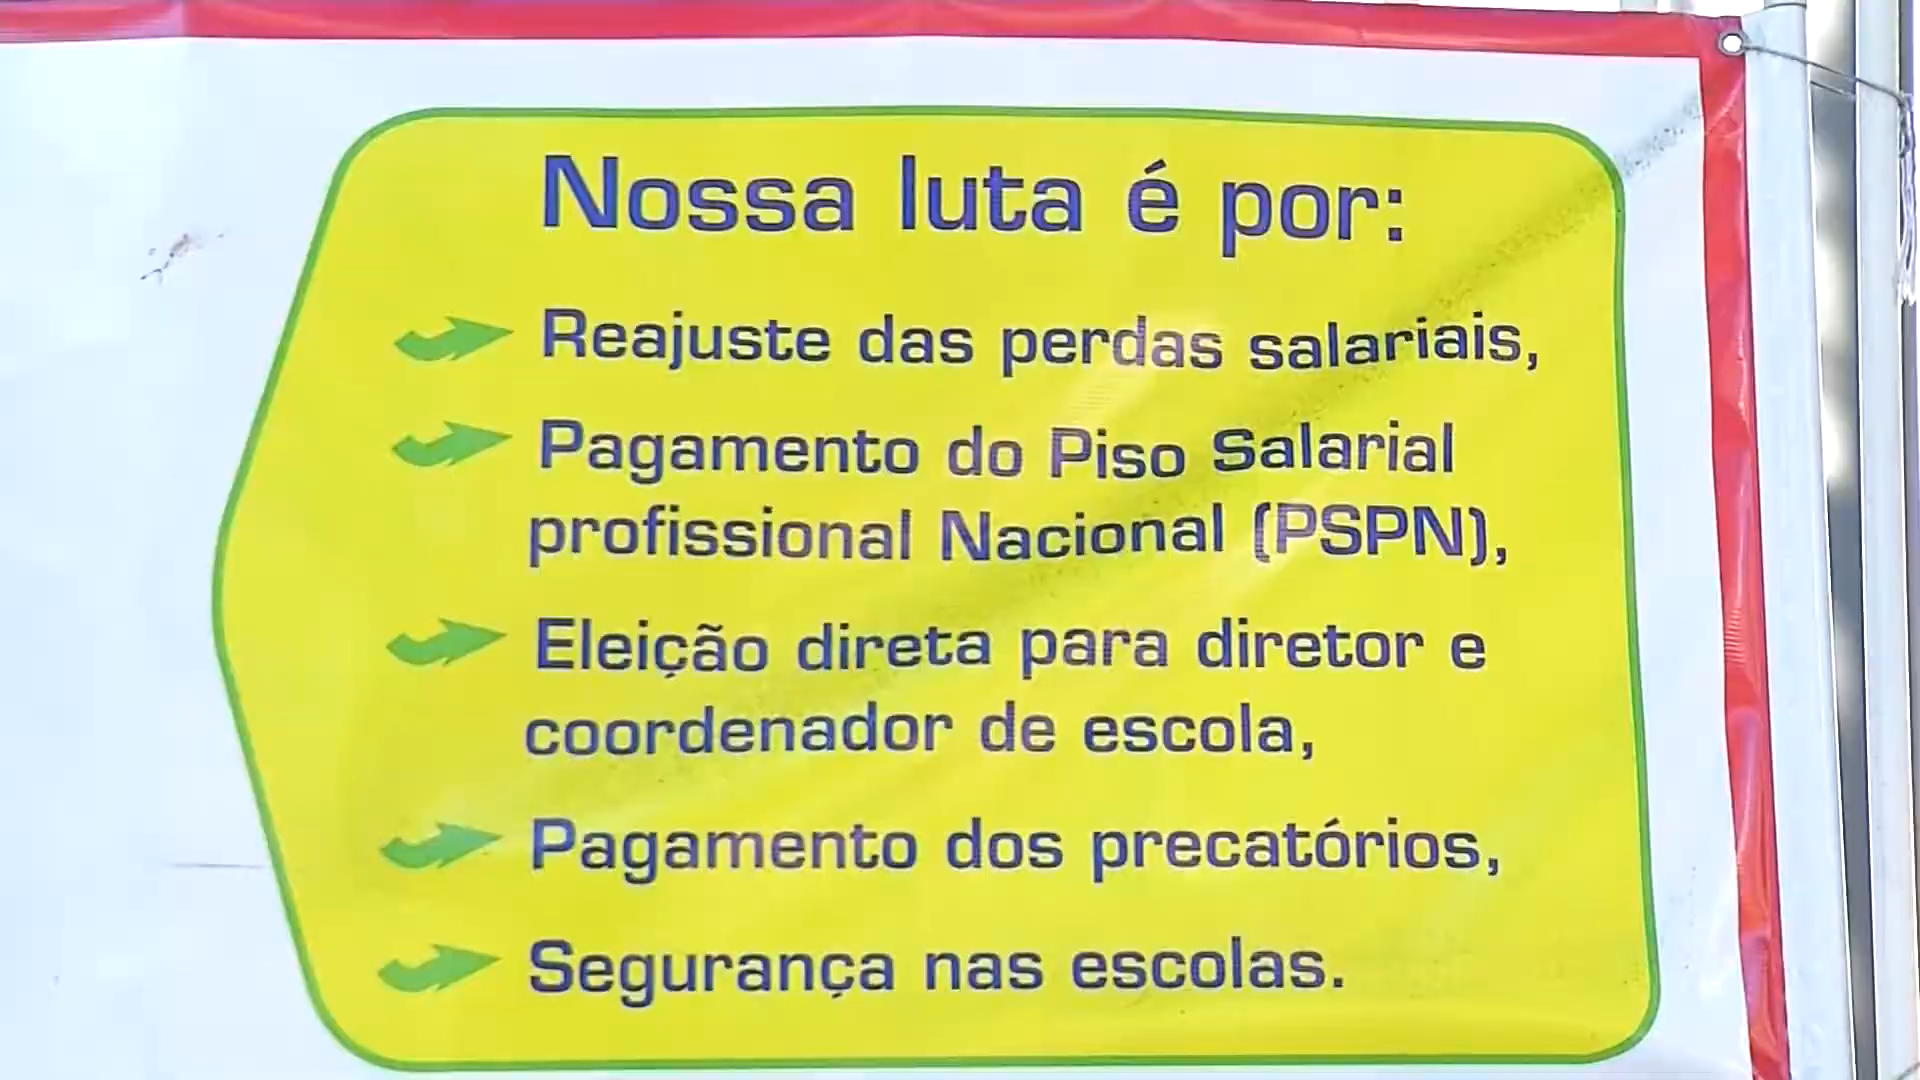 Nossa luta é por:
Reajuste das perdas salariais,
Pagamento do Piso Salarial
profissional Nacional (PSPN),
Eleição direta para diretor e
coordenador de escola,
Pagamento dos precatórios,
Segurança nas escolas.